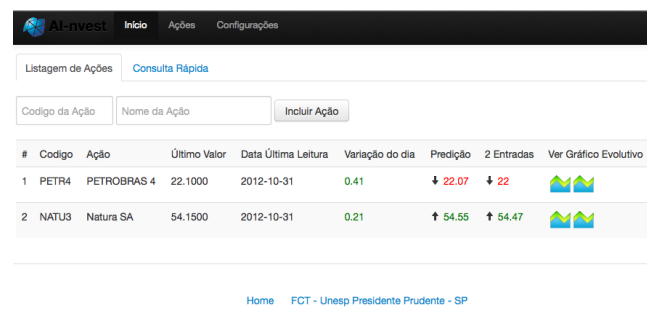 AI-nvest Início Ações Configurações
Listagem de Ações Consulta Rápida
Codigo da Ação Nome da Ação Incluir Ação
# Codigo Ação Último Valor Data Última Leitura Variação do dia Predição 2 Entradas Ver Gráfico Evolutivo
1 PETR4 PETROBRAS 4 22.1000 2012-10-31 0.41 22.07 22
2 NATU3 Natura SA 54.1500 2012-10-31 0.21 54.55 54.47
Home FCT - Unesp Presidente Prudente - SP